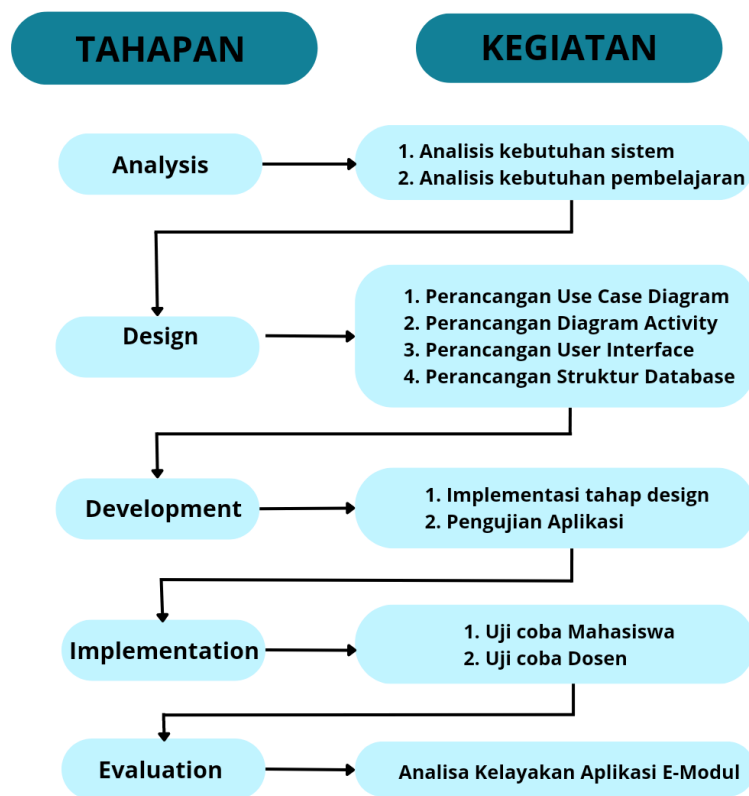 TAHAPAN
KEGIATAN
Analysis
1. Analisis kebutuhan sistem
2. Analisis kebutuhan pembelajaran
Design
1. Perancangan Use Case Diagram
2. Perancangan Diagram Activity
3. Perancangan User Interface
4. Perancangan Struktur Database
Development
1. Implementasi tahap design
2. Pengujian Aplikasi
Implementation
1. Uji coba Mahasiswa
2. Uji coba Dosen
Evaluation
Analisa Kelayakan Aplikasi E-Modul